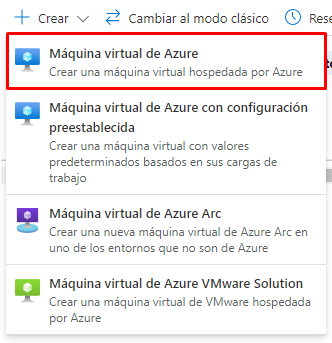 + Crear
Cambiar al modo clásico
Rese
Máquina virtual de Azure
Crear una máquina virtual hospedada por Azure
Máquina virtual de Azure con configuración
preestablecida
Crear una máquina virtual con valores
predeterminados basados en sus cargas de
trabajo
Máquina virtual de Azure Arc
Crear una nueva máquina virtual de Azure Arc en
uno de los entornos que no son de Azure
Máquina virtual de Azure VMware Solution
Crear una máquina virtual de VMware hospedada
por Azure